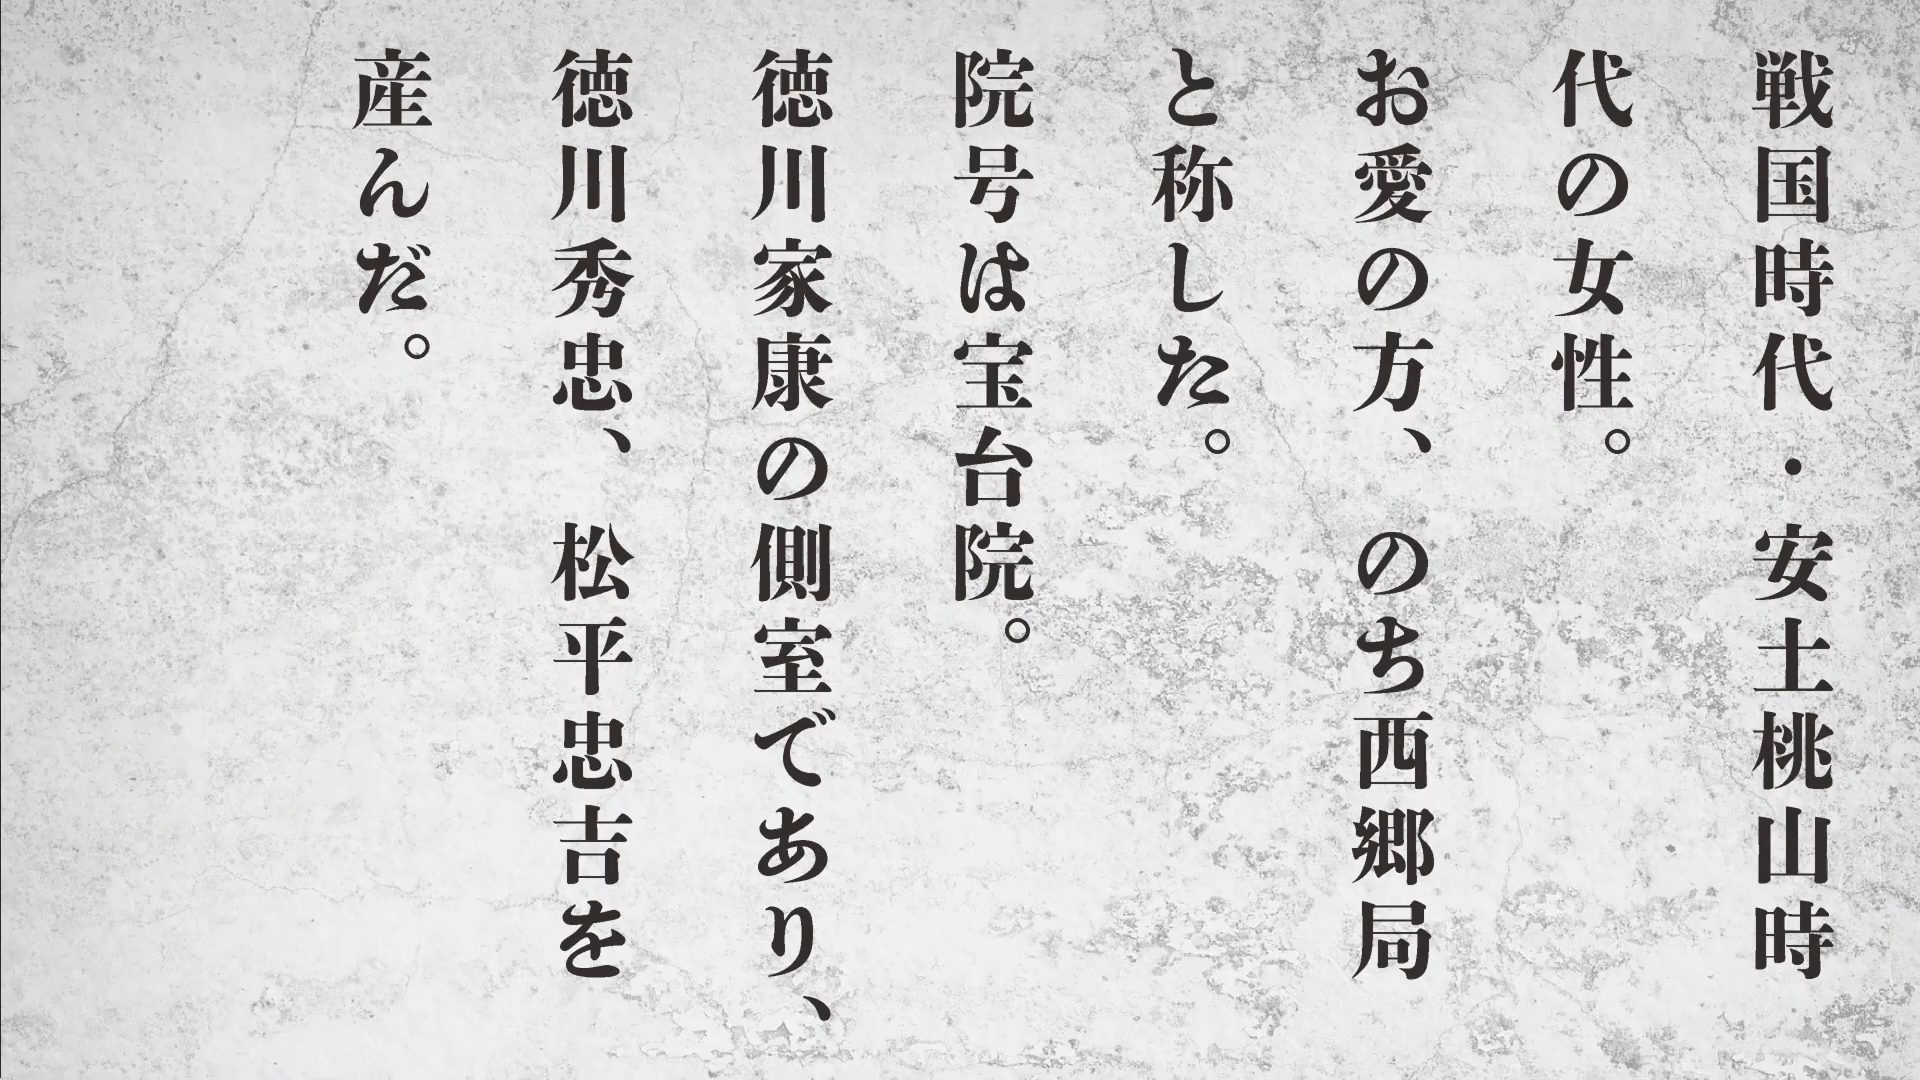 戦国時代・安土桃山時
代の女性。
お愛の方、のち西郷局
と称した。
院号は宝台院。
徳川家康の側室であり、
徳川秀忠、松平忠吉を
産んだ。